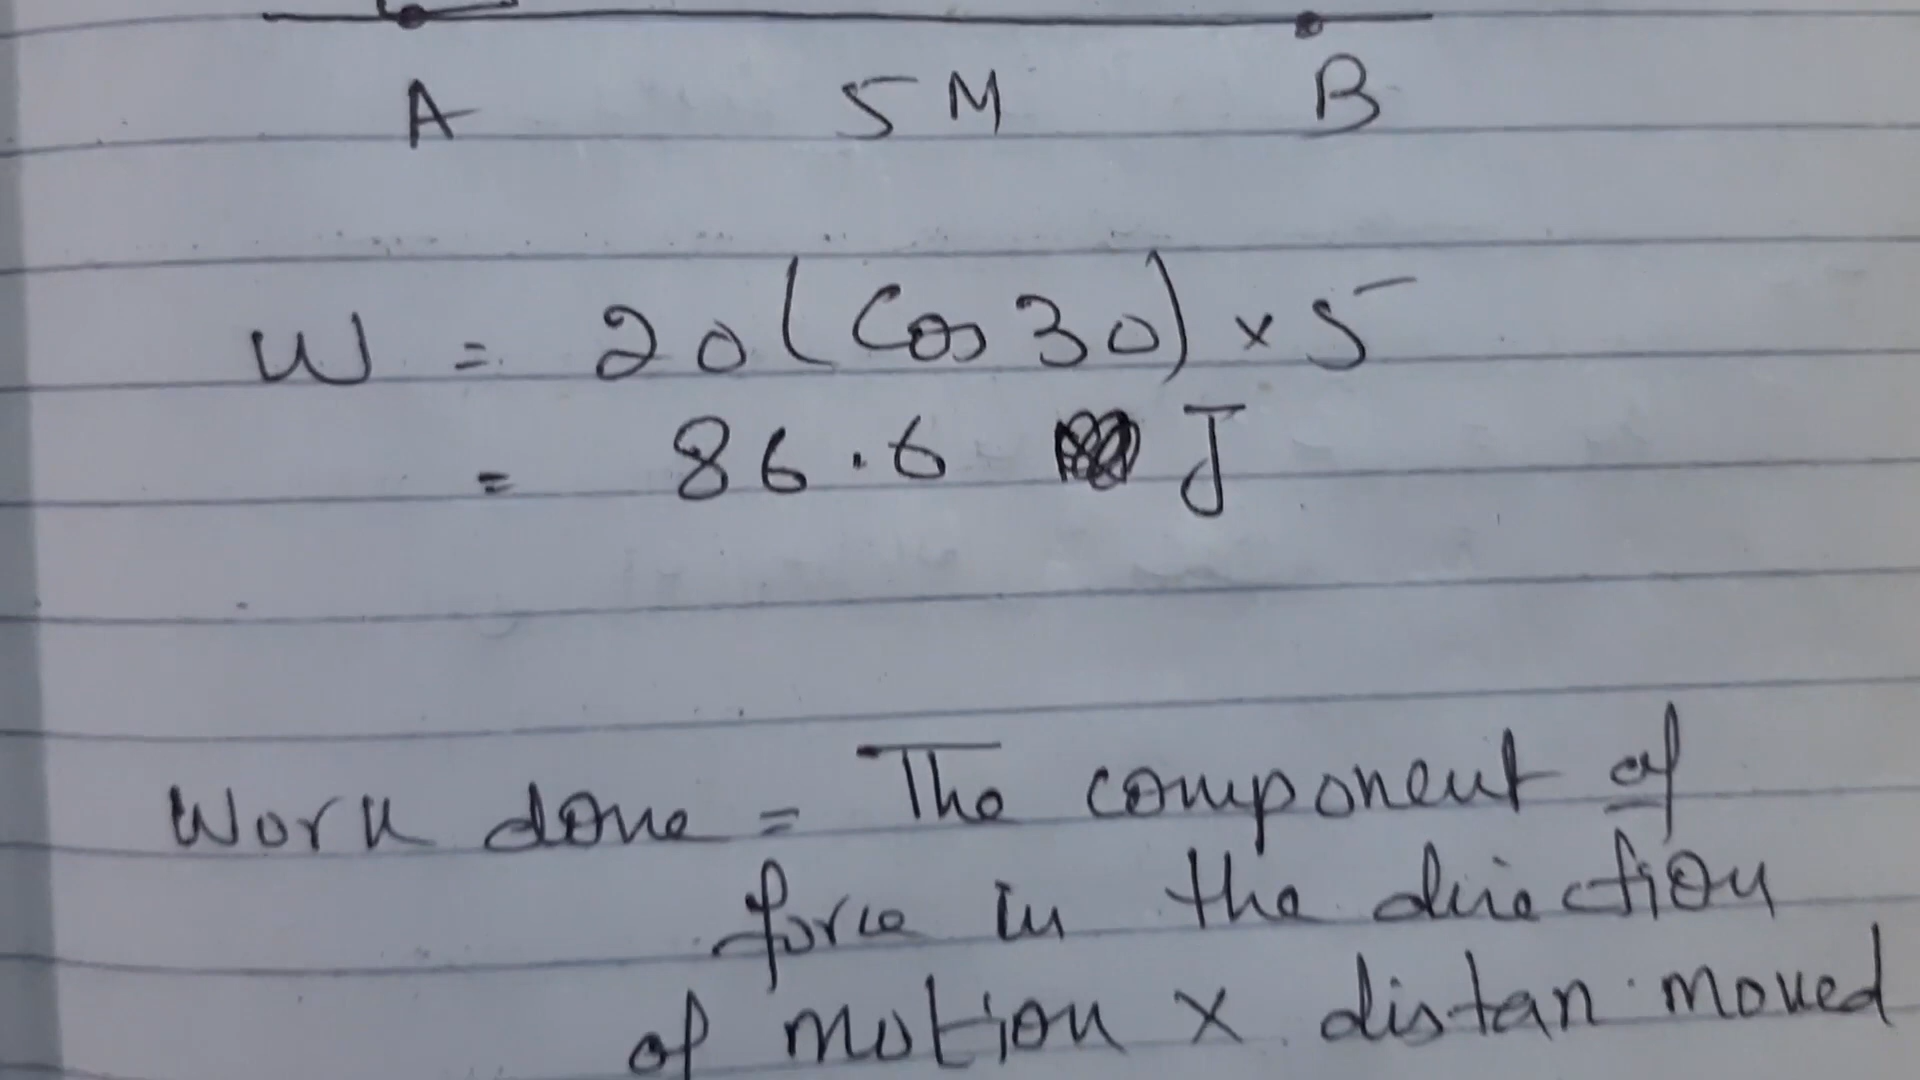 A 5 M B
W = 20 (Cos 30) × 5
= 86.6 J
Work done = The component of
force in the direction
of motion × distan moved